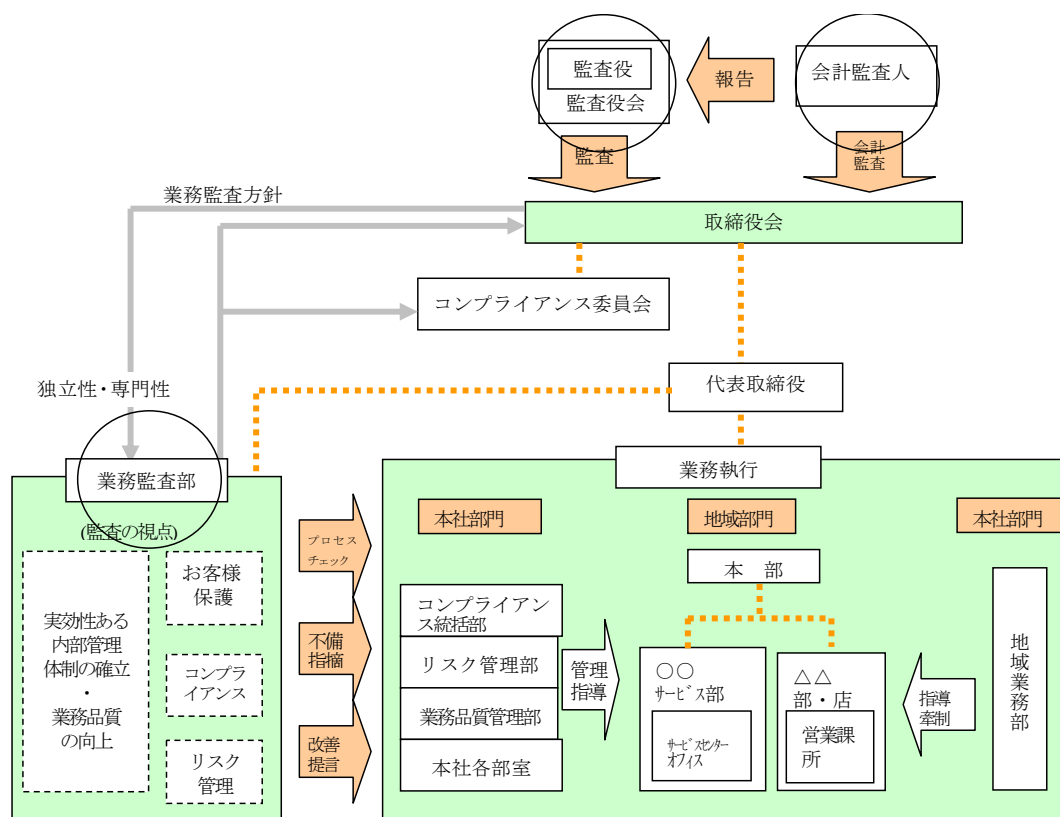 監査役
監査役会
報告
会計監査人
監査
会計
監査
業務監査方針
取締役会
コンプライアンス委員会
独立性・専門性
代表取締役
業務監査部
業務執行
(監査の視点)
実効性ある
内部管理
体制の確立
・
業務品質
の向上
お客様
保護
コンプラ
イアンス
リスク
管理
プロセス
チェック
不備
指摘
改善
提言
本社部門
地域部門
本社部門
本　部
コンプライアン
ス統括部
リスク管理部
業務品質管理部
本社各部室
管理
指導
〇〇
ｻｰﾋﾞｽ部
ｻｰﾋﾞｽｾﾝﾀｰ
ｵﾌｨｽ
△△
部・店
営業課
所
指導
牽制
地域業務部